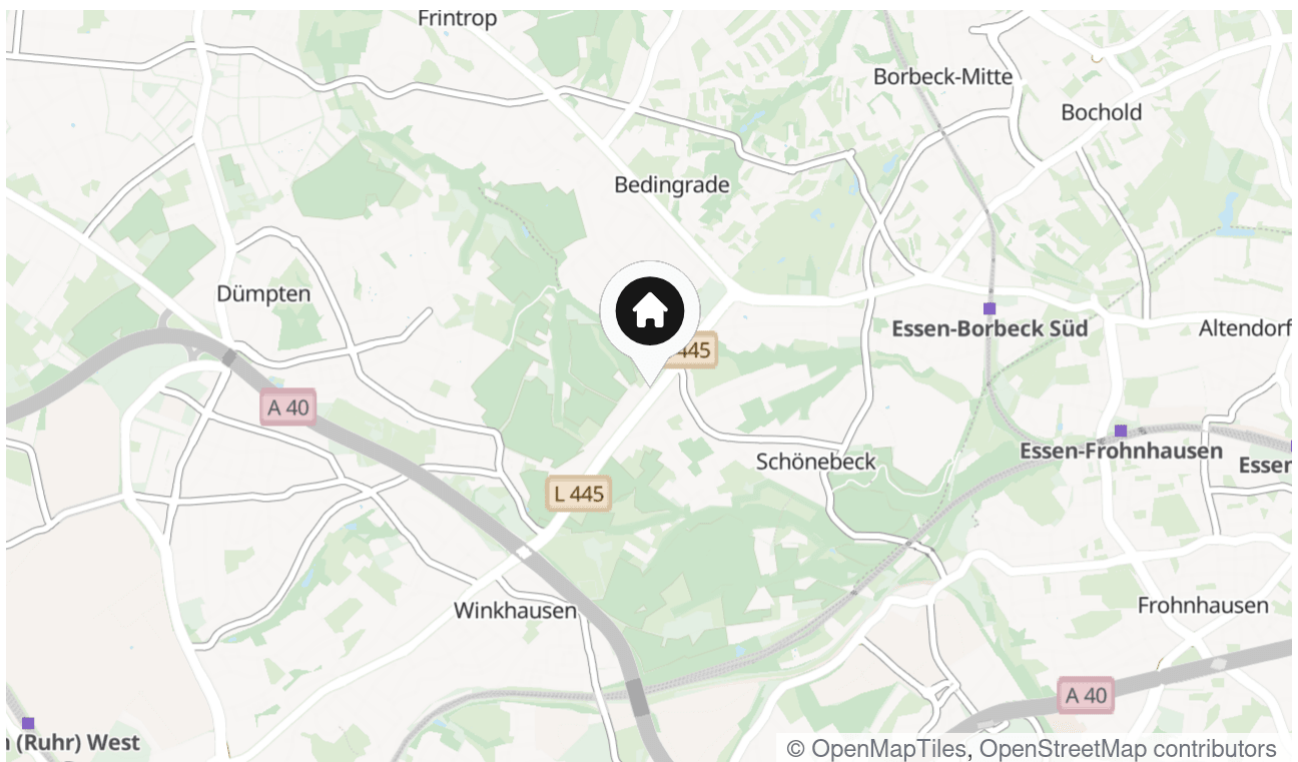 Frintrop
Borbeck-Mitte
Bochold
Bedingrade
Dümpten
Essen-Borbeck Süd
Altendorf
445
A 40
Essen-Frohnhausen
Schönebeck
Essen
L 445
Winkhausen
Frohnhausen
A 40
(Ruhr) West
© OpenMapTiles, OpenStreetMap contributors